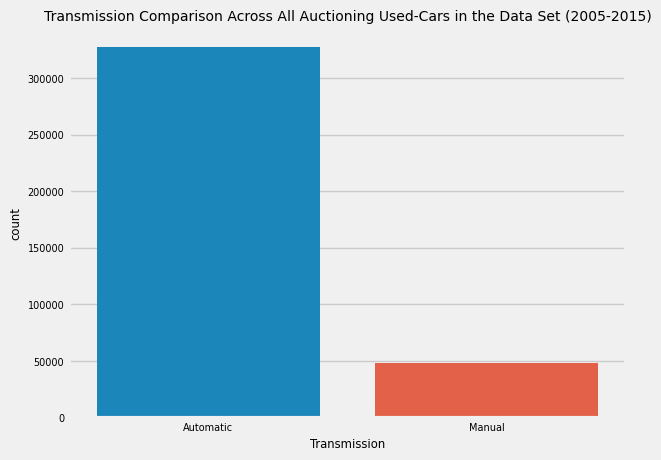 Transmission Comparison Across All Auctioning Used-Cars in the Data Set (2005-2015)
300000
250000
200000
150000
100000
50000
0
count
Automatic
Manual
Transmission